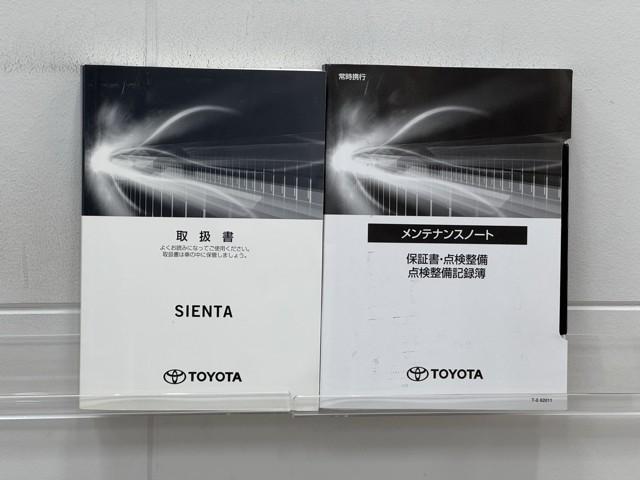 取扱書
よくお読みになってご使用ください。
取扱書は車の中に保管しましょう。
SIENTA
TOYOTA
常時携行
メンテナンスノート
保証書・点検整備
点検整備記録簿
TOYOTA
T-0 62011